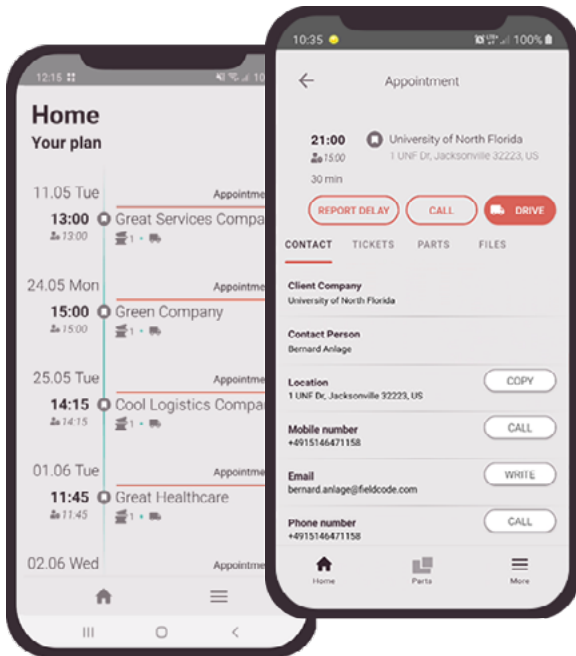 12:15
Home
Your plan
11.05 Tue
Appointme
13:00 Great Services Compa
13:00 1
24.05 Mon
Appointme
15:00 Green Company
15:00 1
25.05 Tue
Appointme
14:15 Cool Logistics Compai
14:15 1
01.06 Tue
Appointme
11:45 Great Healthcare
11:45 1
02.06 Wed
Appointme
10:35 100%
Appointment
21:00 University of North Florida
15:00 1 UNF Dr, Jacksonville 32223, US
30 min
REPORT DELAY CALL DRIVE
CONTACT TICKETS PARTS FILES
Client Company
University of North Florida
Contact Person
Bernard Anlage
Location
1 UNF Dr, Jacksonville 32223, US
COPY
Mobile number
+4915146471158
CALL
Email
bernard.anlage@fieldcode.com
WRITE
Phone number
+4915146471158
CALL
Home Parts More